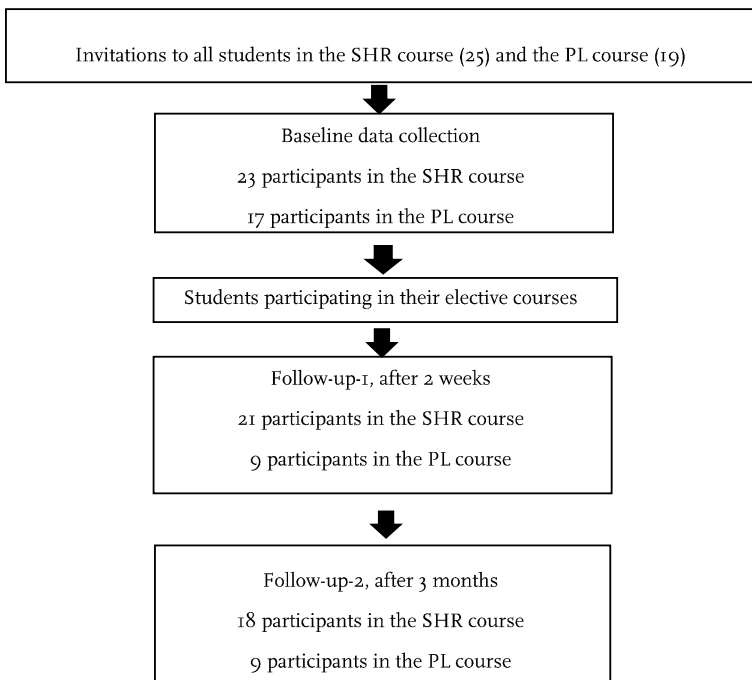 Invitations to all students in the SHR course (25) and the PL course (19)
Baseline data collection
23 participants in the SHR course
17 participants in the PL course
Students participating in their elective courses
Follow-up-1, after 2 weeks
21 participants in the SHR course
9 participants in the PL course
Follow-up-2, after 3 months
18 participants in the SHR course
9 participants in the PL course